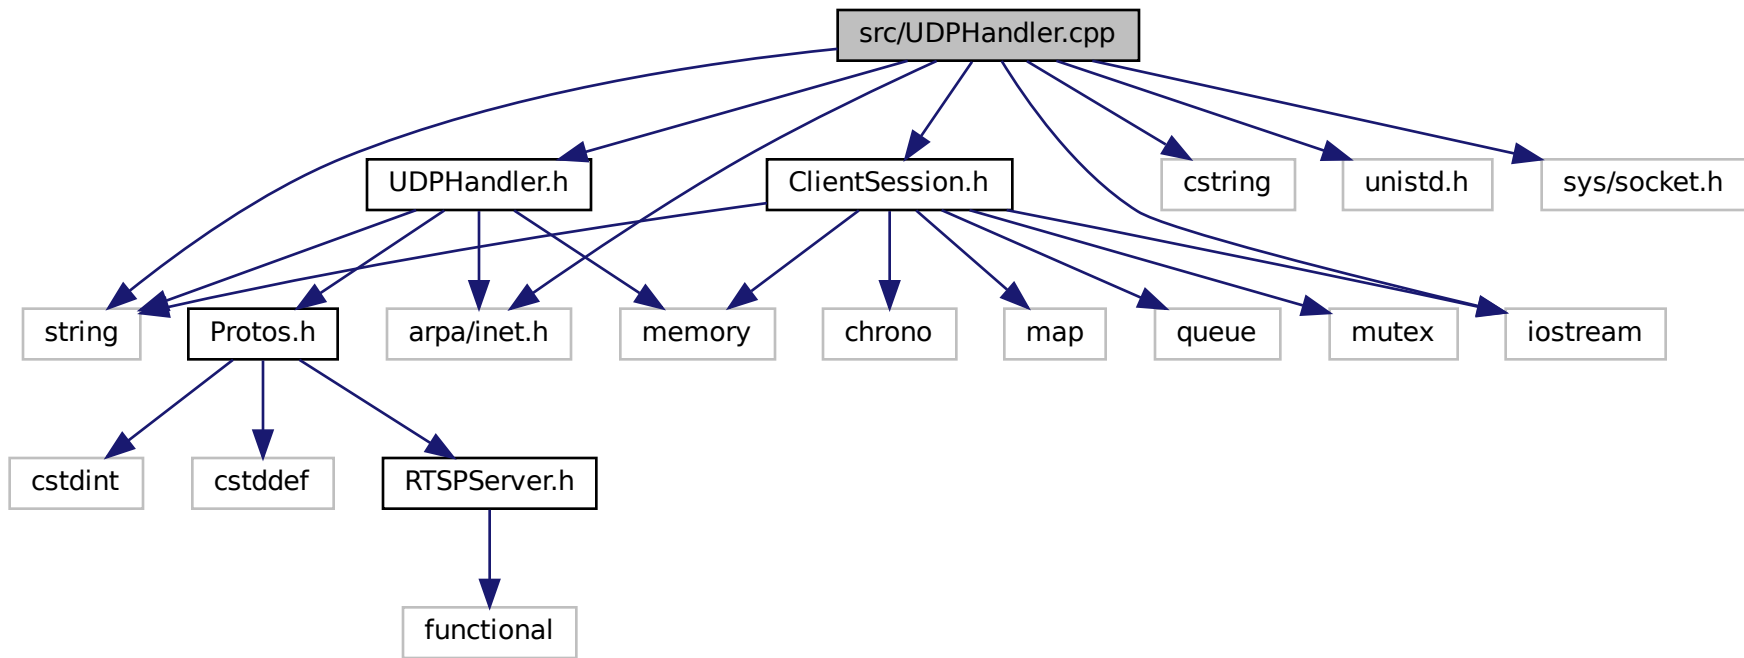 src/UDPHandler.cpp
UDPHandler.h
ClientSession.h
cstring
unistd.h
sys/socket.h
string
Protos.h
arpa/inet.h
memory
chrono
map
queue
mutex
iostream
cstdint
cstddef
RTSPServer.h
functional